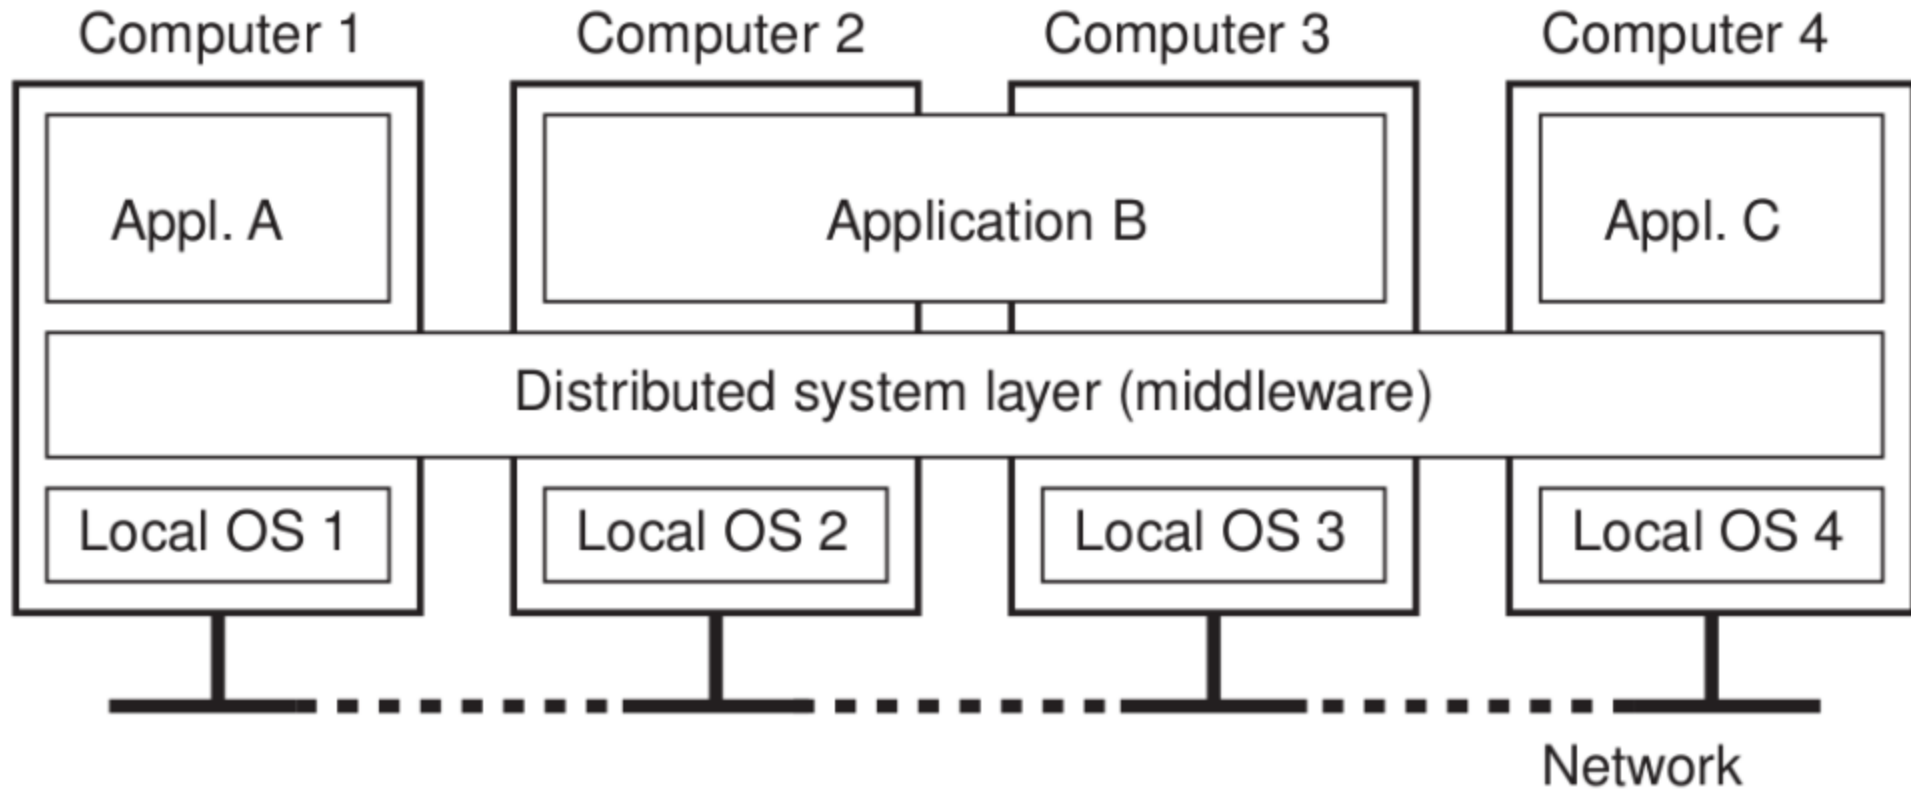 Computer 1
Computer 2
Computer 3
Computer 4
Appl. A
Application B
Appl. C
Distributed system layer (middleware)
Local OS 1
Local OS 2
Local OS 3
Local OS 4
Network